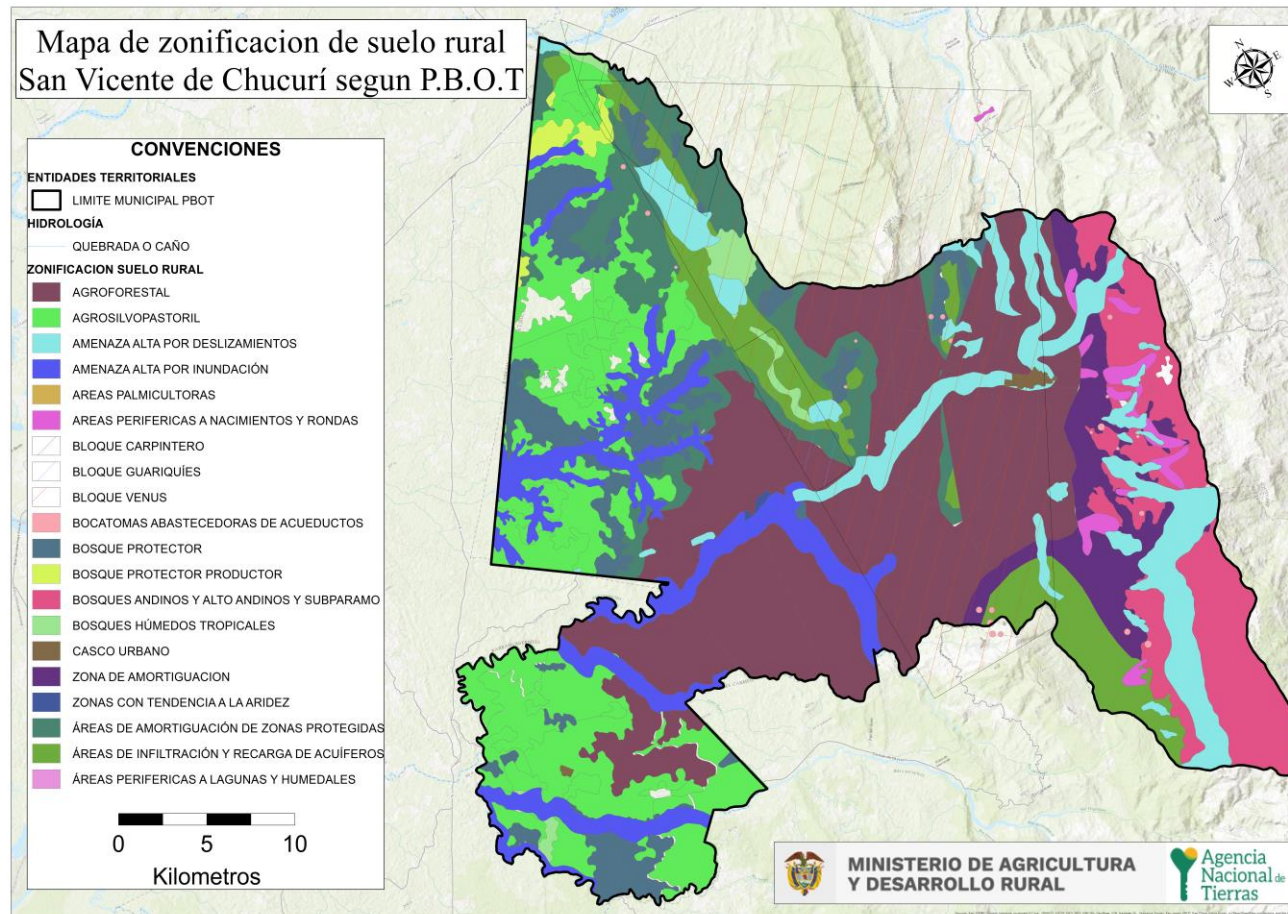 Mapa de zonificacion de suelo rural
San Vicente de Chucurí segun P.B.O.T
N
E
S
W
CONVENCIONES
ENTIDADES TERRITORIALES
LIMITE MUNICIPAL PBOT
HIDROLOGÍA
QUEBRADA O CAÑO
ZONIFICACION SUELO RURAL
AGROFORESTAL
AGROSILVOPASTORIL
AMENAZA ALTA POR DESLIZAMIENTOS
AMENAZA ALTA POR INUNDACIÓN
AREAS PALMICULTORAS
AREAS PERIFERICAS A NACIMIENTOS Y RONDAS
BLOQUE CARPINTERO
BLOQUE GUARIQUÍES
BLOQUE VENUS
BOCATOMAS ABASTECEDORAS DE ACUEDUCTOS
BOSQUE PROTECTOR
BOSQUE PROTECTOR PRODUCTOR
BOSQUES ANDINOS Y ALTO ANDINOS Y SUBPARAMO
BOSQUES HÚMEDOS TROPICALES
CASCO URBANO
ZONA DE AMORTIGUACION
ZONAS CON TENDENCIA A LA ARIDEZ
ÁREAS DE AMORTIGUACIÓN DE ZONAS PROTEGIDAS
ÁREAS DE INFILTRACIÓN Y RECARGA DE ACUÍFEROS
ÁREAS PERIFERICAS A LAGUNAS Y HUMEDALES
0 5 10
Kilometros
MINISTERIO DE AGRICULTURA
Y DESARROLLO RURAL
Agencia
Nacional de
Tierras